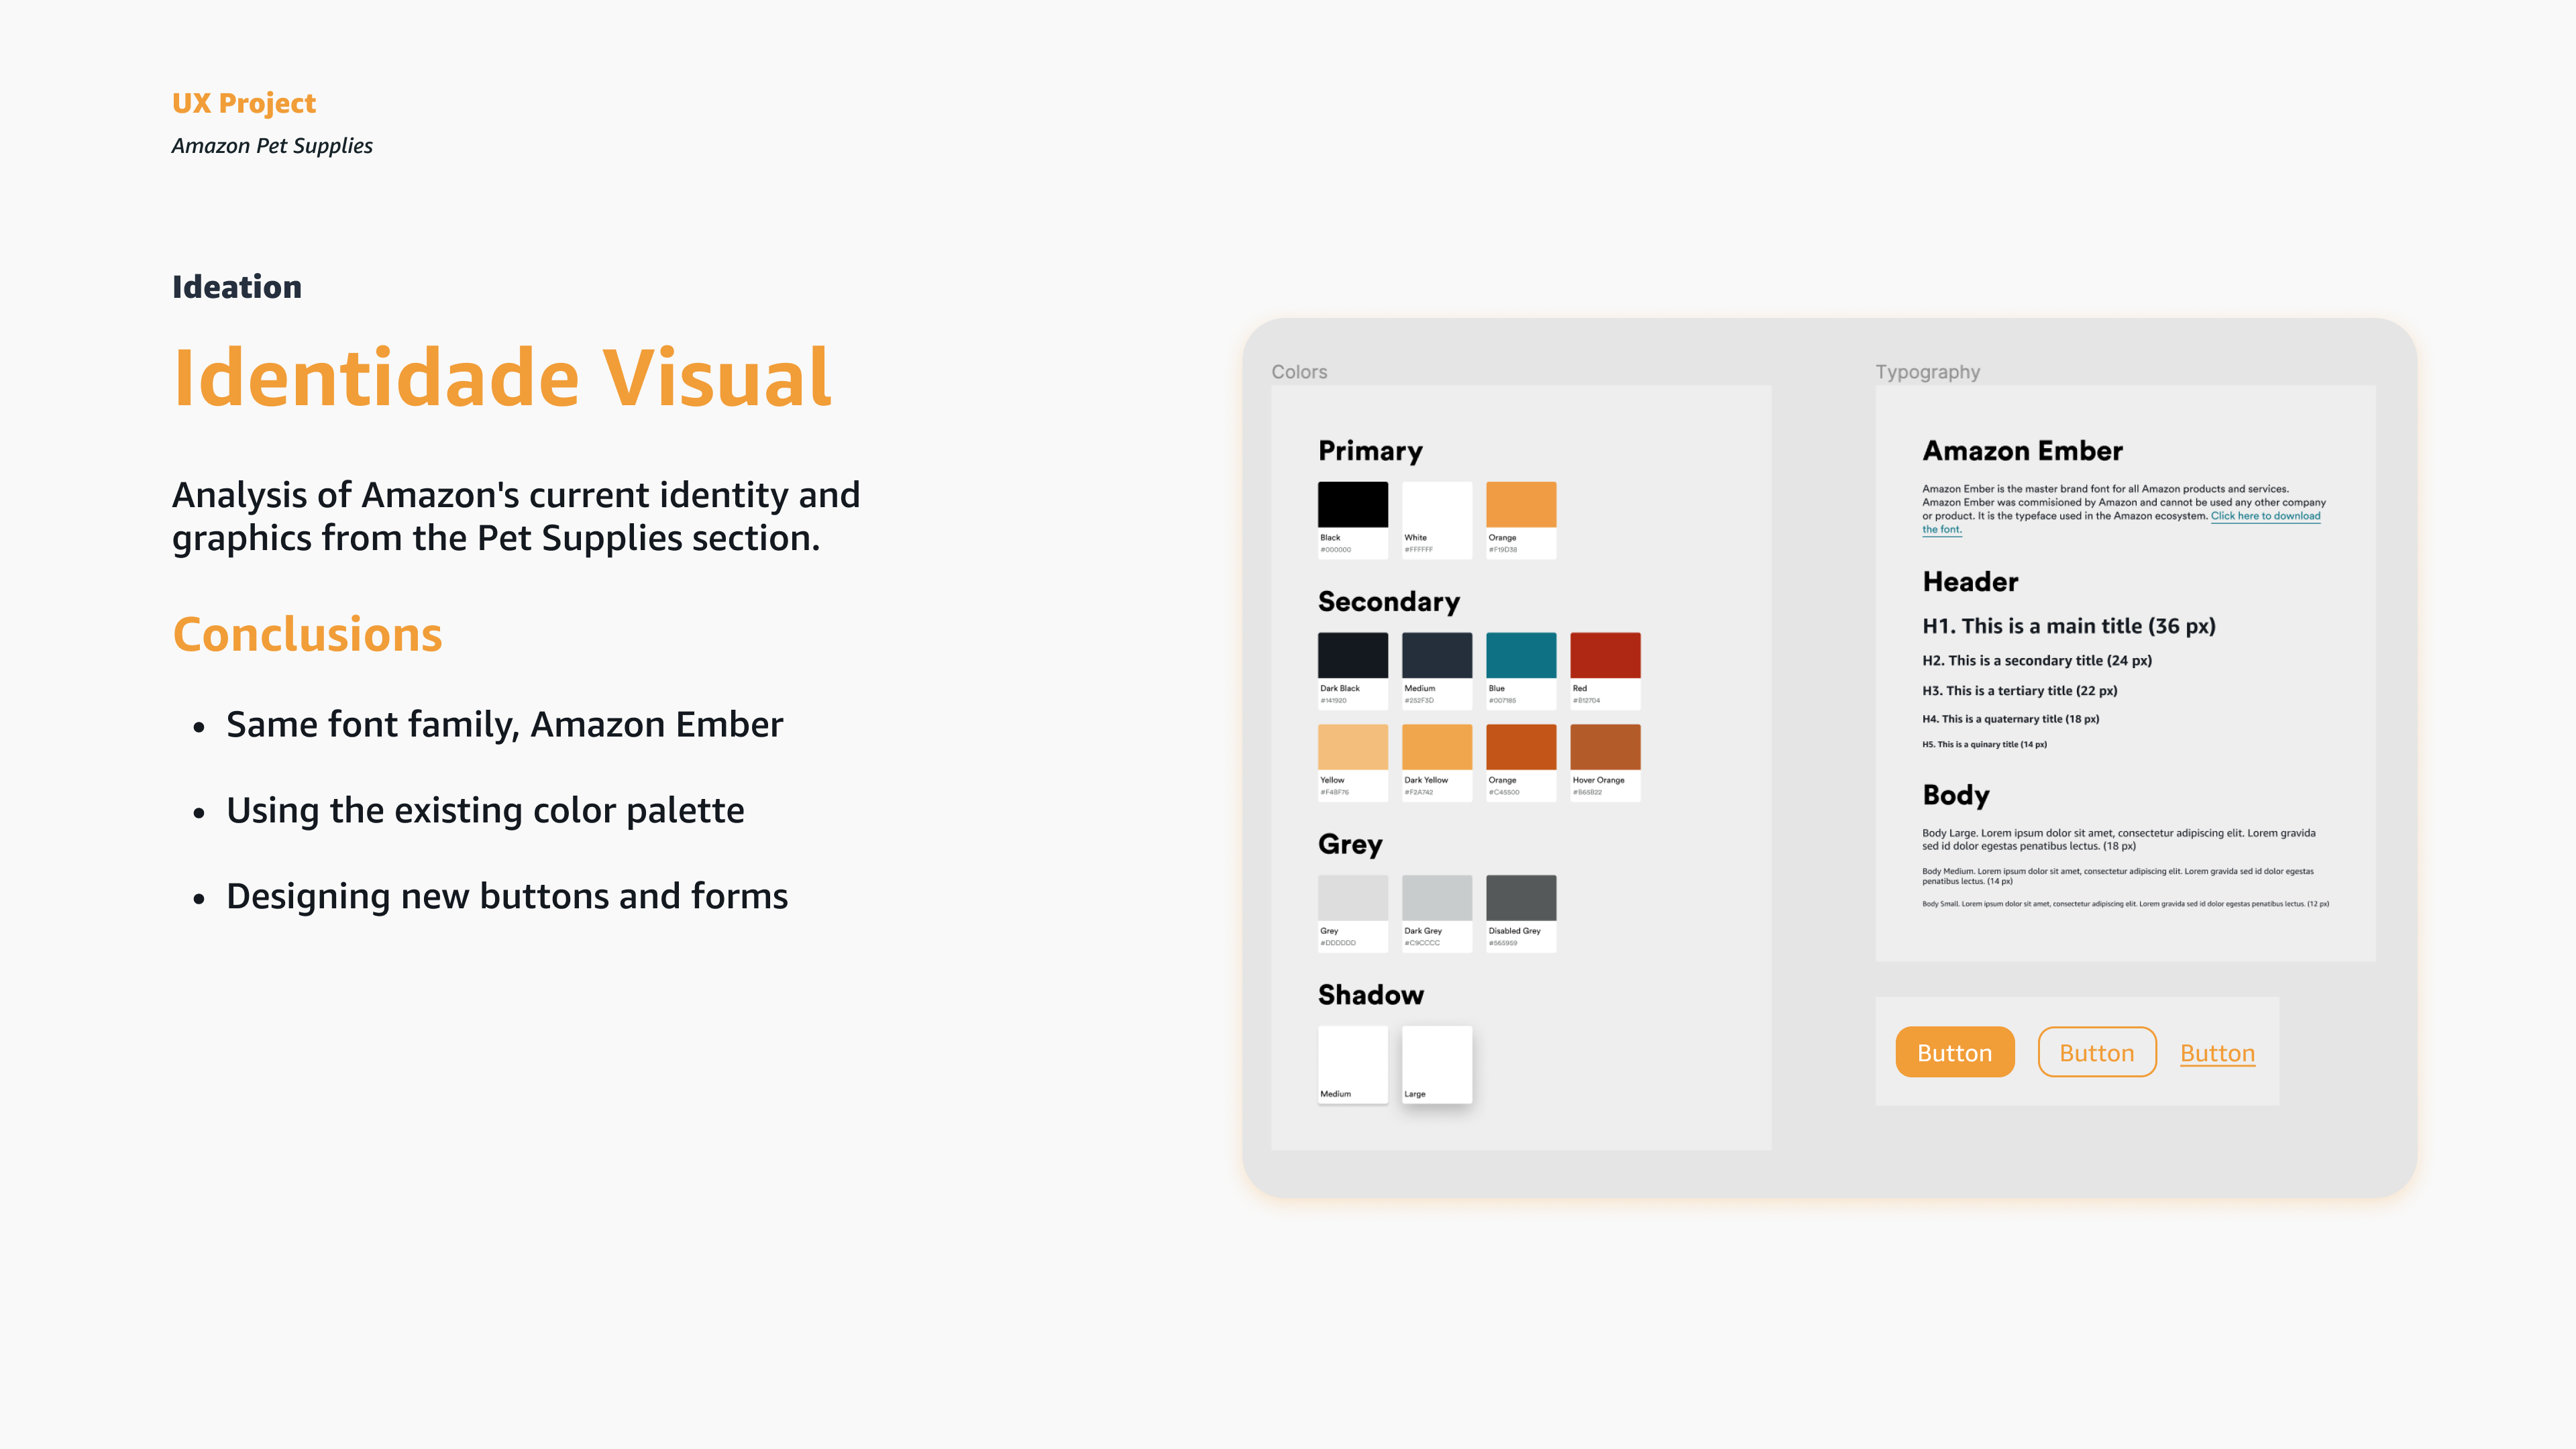 UX Project
Amazon Pet Supplies
Ideation
Identidade Visual
Analysis of Amazon's current identity and
graphics from the Pet Supplies section.
Conclusions
• Same font family, Amazon Ember
• Using the existing color palette
• Designing new buttons and forms
Colors
Primary
Black White Orange
#000000 #FFFFFF #F19D38
Secondary
Dark Black Medium Blue Red
#141920 #252F3D #007185 #B12704
Yellow Dark Yellow Orange Hover Orange
#F4BF76 #F2A742 #C45500 #B65B22
Grey
Grey Dark Grey Disabled Grey
#DDDDDD #C9CCCC #565959
Shadow
Medium Large
Typography
Amazon Ember
Amazon Ember is the master brand font for all Amazon products and services.
Amazon Ember was commisioned by Amazon and cannot be used any other company
or product. It is the typeface used in the Amazon ecosystem. Click here to download
the font.
Header
H1. This is a main title (36 px)
H2. This is a secondary title (24 px)
H3. This is a tertiary title (22 px)
H4. This is a quaternary title (18 px)
H5. This is a quinary title (14 px)
Body
Body Large. Lorem ipsum dolor sit amet, consectetur adipiscing elit. Lorem gravida
sed id dolor egestas penatibus lectus. (18 px)
Body Medium. Lorem ipsum dolor sit amet, consectetur adipiscing elit. Lorem gravida sed id dolor egestas
penatibus lectus. (14 px)
Body Small. Lorem ipsum dolor sit amet, consectetur adipiscing elit. Lorem gravida sed id dolor egestas penatibus lectus. (12 px)
Button Button Button